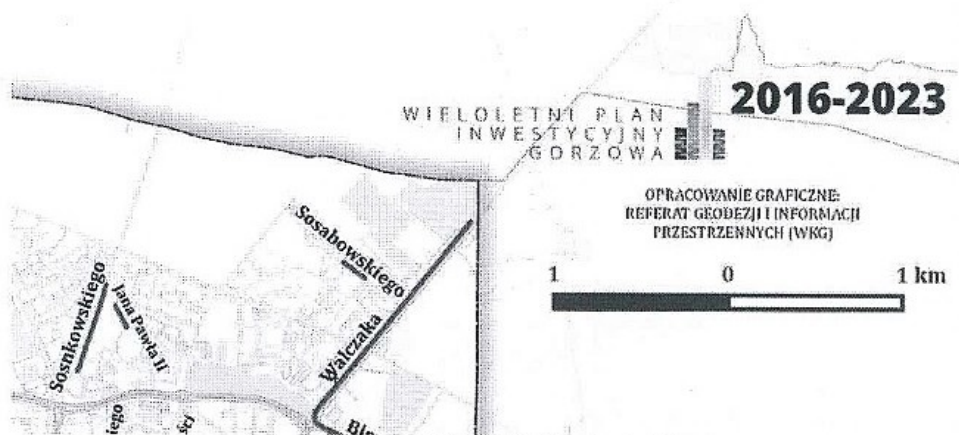 2016-2023
WIELOLETNI PLAN
INWESTYCYJNY
GORZOWA
OPRACOWANIE GRAFICZNE:
REFERAT GEODEZJI I INFORMACJI
PRZESTRZENNYCH (WKG)
1 0 1 km
Sosabowskiego
Sosnkowskiego
Jana Pawła II
Walczaka